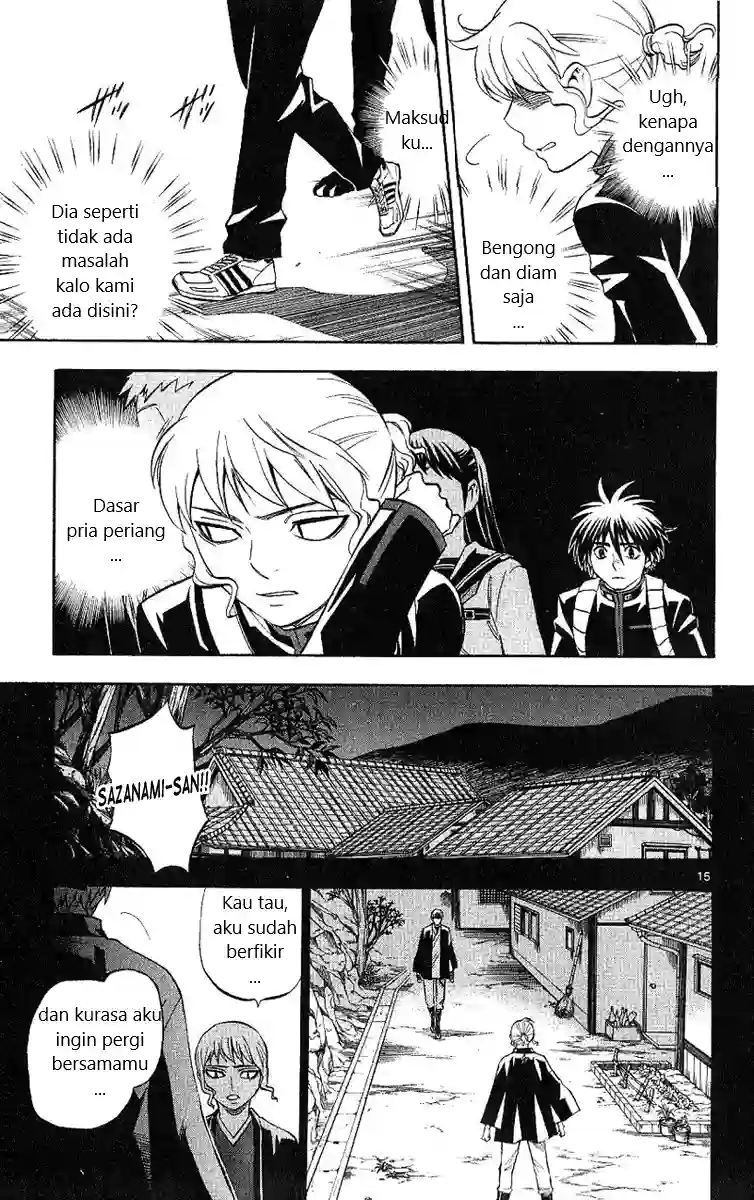 Ugh,
kenapa
dengannya
...
Bengong
dan diam
saja
...
Maksud
ku...
Dia seperti
tidak ada
masalah
kalo kami
ada disini?
Dasar
pria periang
...
SAZANAMI-SAN!!
15
Kau tau,
aku sudah
berfikir
...
dan kurasa aku
ingin pergi
bersamamu
...